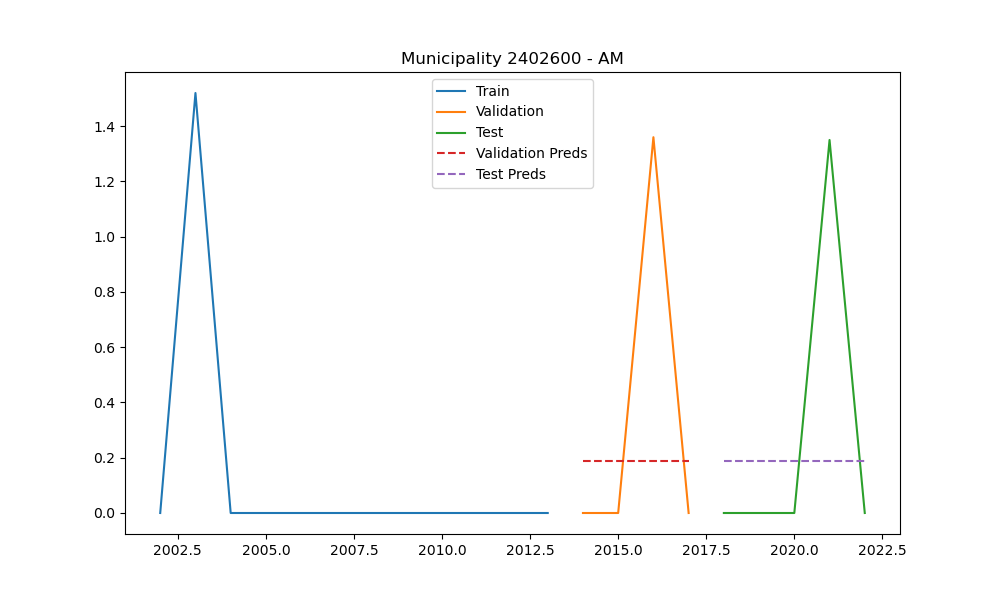 Municipality 2402600 - AM
Train
Validation
Test
Validation Preds
Test Preds
1.4
1.2
1.0
0.8
0.6
0.4
0.2
0.0
2002.5 2005.0 2007.5 2010.0 2012.5 2015.0 2017.5 2020.0 2022.5